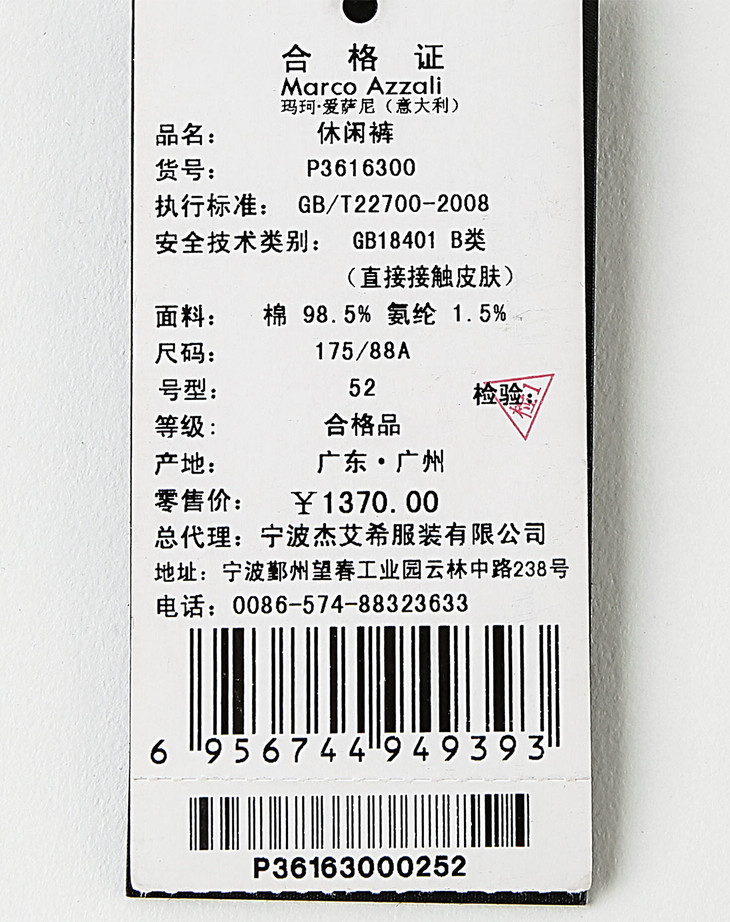 合格证
Marco Azzali
玛珂·爱萨尼（意大利）
品名： 休闲裤
货号： P3616300
执行标准： GB/T22700-2008
安全技术类别： GB18401 B类
（直接接触皮肤）
面料： 棉 98.5% 氨纶 1.5%
尺码： 175/88A
号型： 52 检验：
检1
等级： 合格品
产地： 广东·广州
零售价： ￥1370.00
总代理：宁波杰艾希服装有限公司
地址：宁波鄞州望春工业园云林中路238号
电话：0086-574-88323633
6 956744 949393
P36163000252